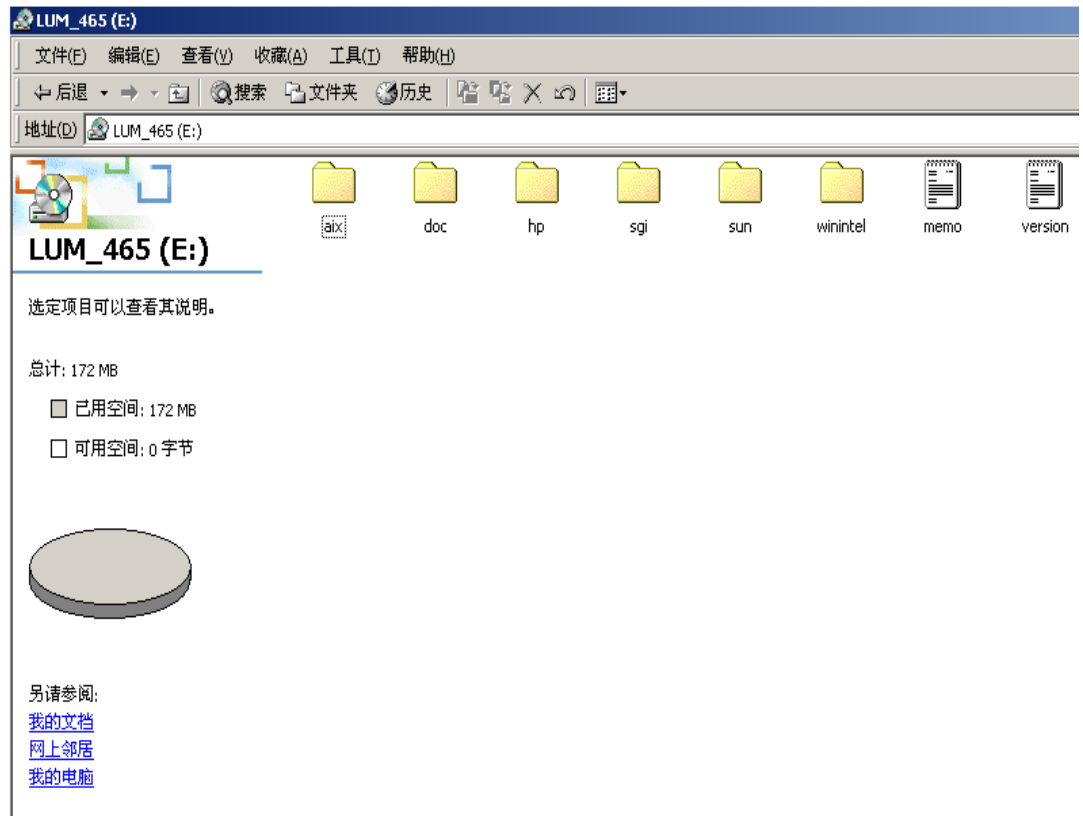 LUM_465 (E:)
文件(F) 编辑(E) 查看(V) 收藏(A) 工具(T) 帮助(H)
后退 搜索 文件夹 历史
地址(D) LUM_465 (E:)
aix doc hp sgi sun winintel memo version
LUM_465 (E:)
选定项目可以查看其说明。
总计: 172 MB
已用空间: 172 MB
可用空间: 0 字节
另请参阅:
我的文档
网上邻居
我的电脑